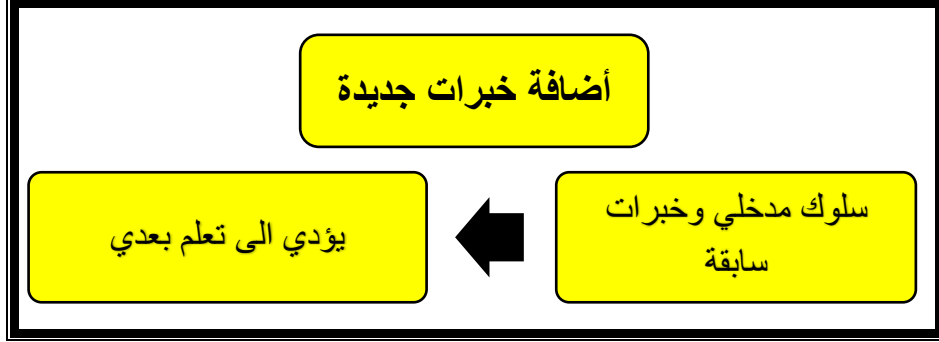 أضافة خبرات جديدة
سلوك مدخلي وخبرات
سابقة
يؤدي الى تعلم بعدي